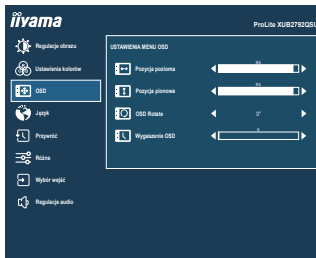 iiyama
ProLite XUB2792QSU
Regulacje obrazu
USTAWIENIA MENU OSD
Ustawienia kolorów
Pozycja pozioma
OSD
Pozycja pionowa
Język
OSD Rotate
0°
Przywróć
Wygaszenie OSD
Różne
Wybór wejść
Regulacje audio